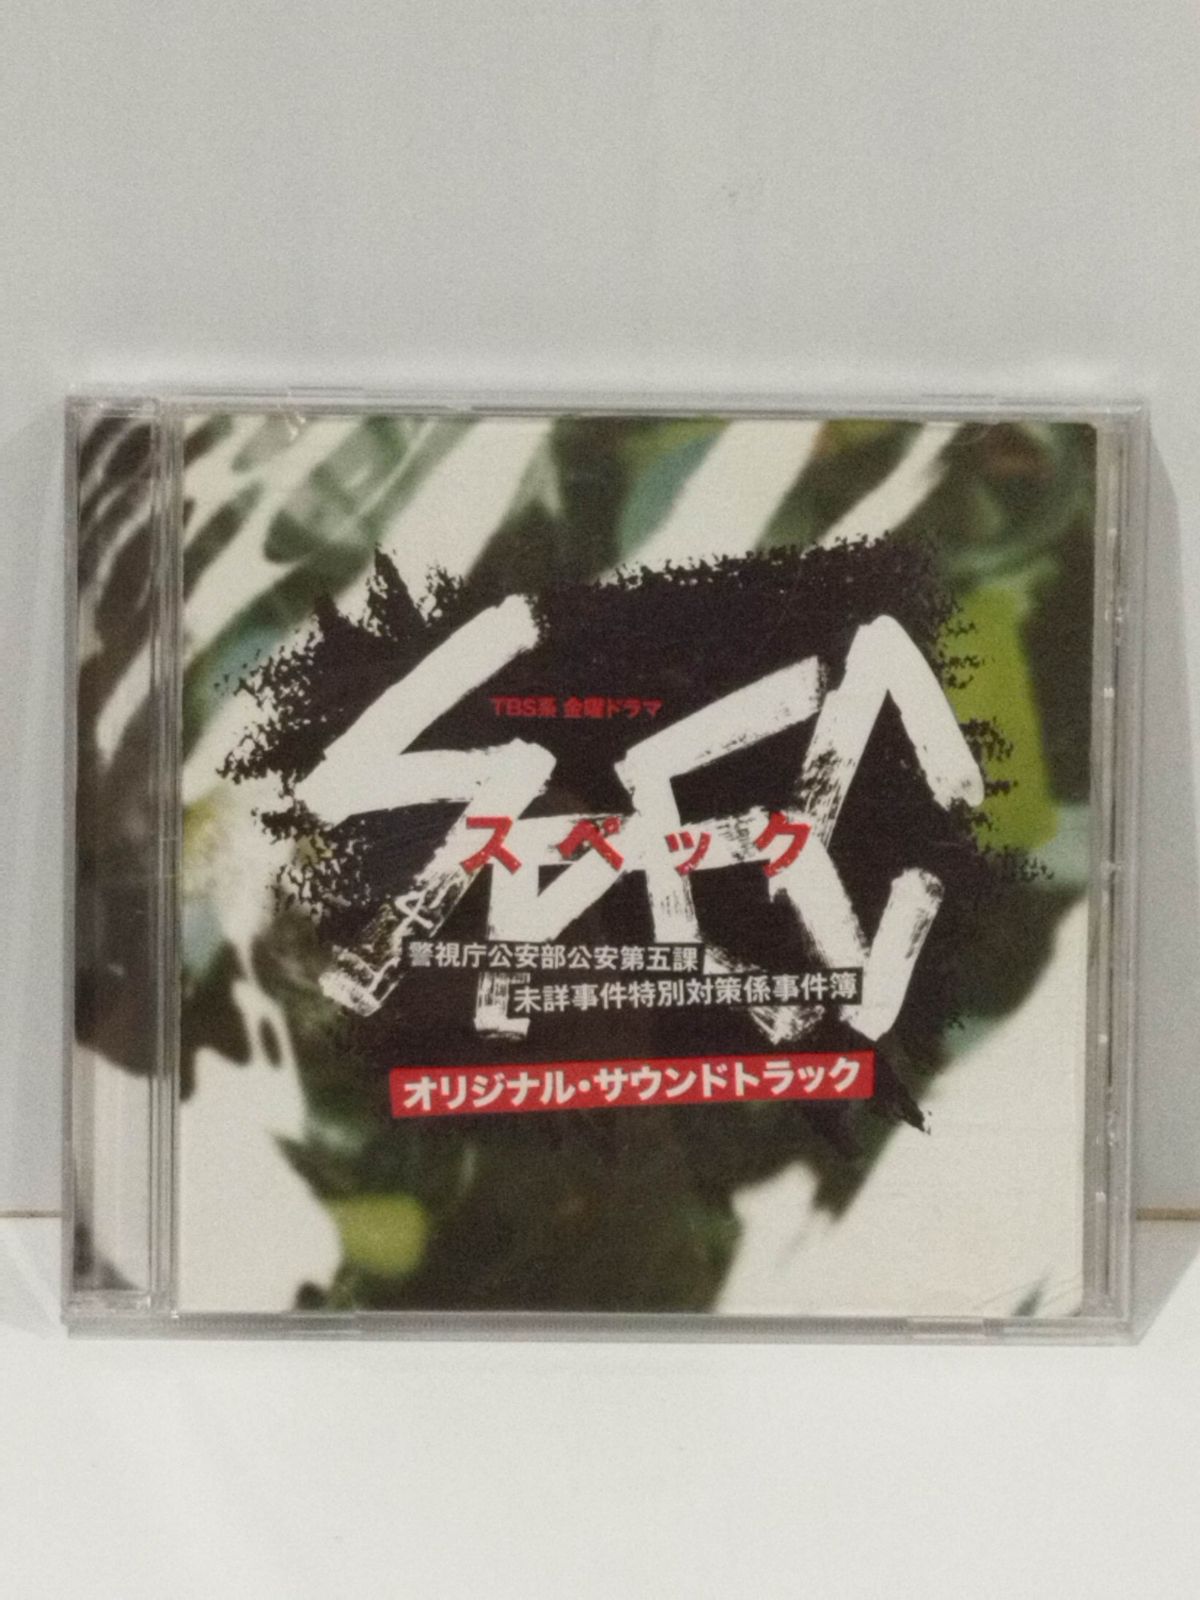 TBS系 金曜ドラマ
SPEC
スペック
警視庁公安部公安第五課
未詳事件特別対策係事件簿
オリジナル・サウンドトラック